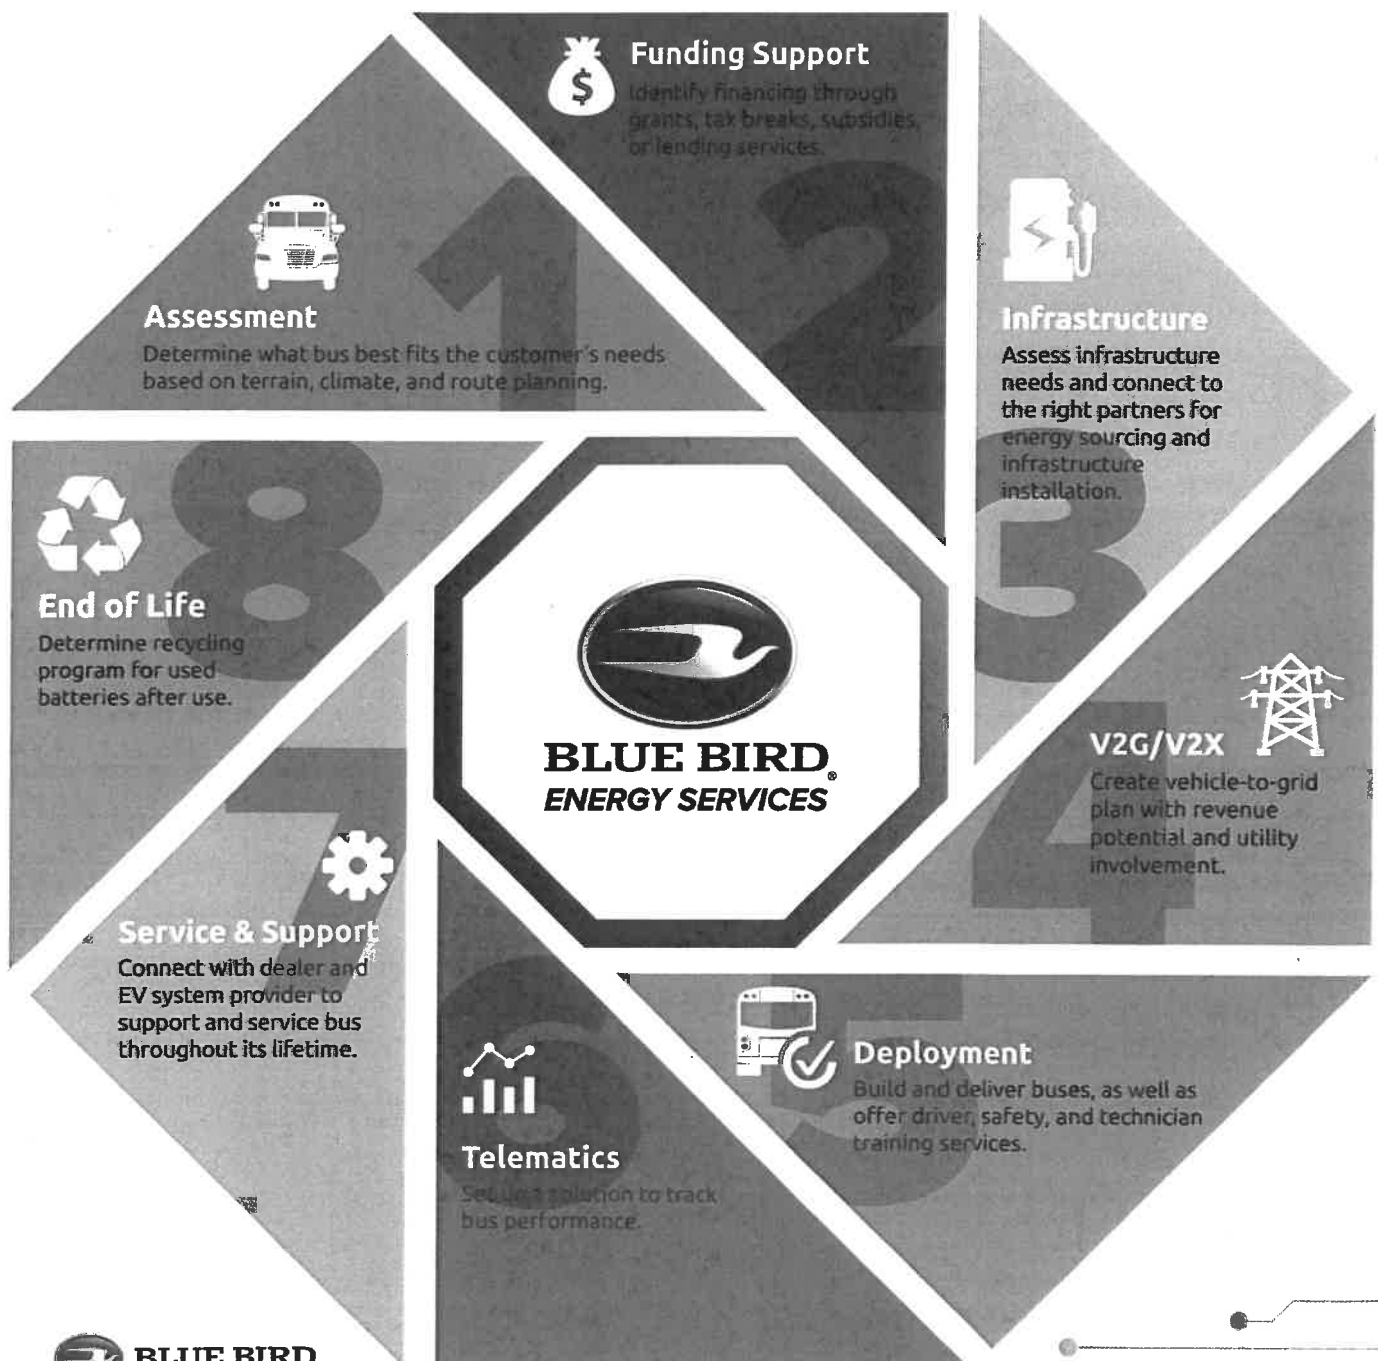 1
Assessment
Determine what bus best fits the customer's needs
based on terrain, climate, and route planning.
2
Funding Support
$
Identify financing through
grants, tax breaks, subsidies,
or lending services.
3
Infrastructure
Assess infrastructure
needs and connect to
the right partners for
energy sourcing and
infrastructure
installation.
4
V2G/V2X
Create vehicle-to-grid
plan with revenue
potential and utility
involvement.
5
Deployment
Build and deliver buses, as well as
offer driver, safety, and technician
training services.
6
Telematics
Set up a solution to track
bus performance.
7
Service & Support
Connect with dealer and
EV system provider to
support and service bus
throughout its lifetime.
8
End of Life
Determine recycling
program for used
batteries after use.
BLUE BIRD®
ENERGY SERVICES
BLUE BIRD